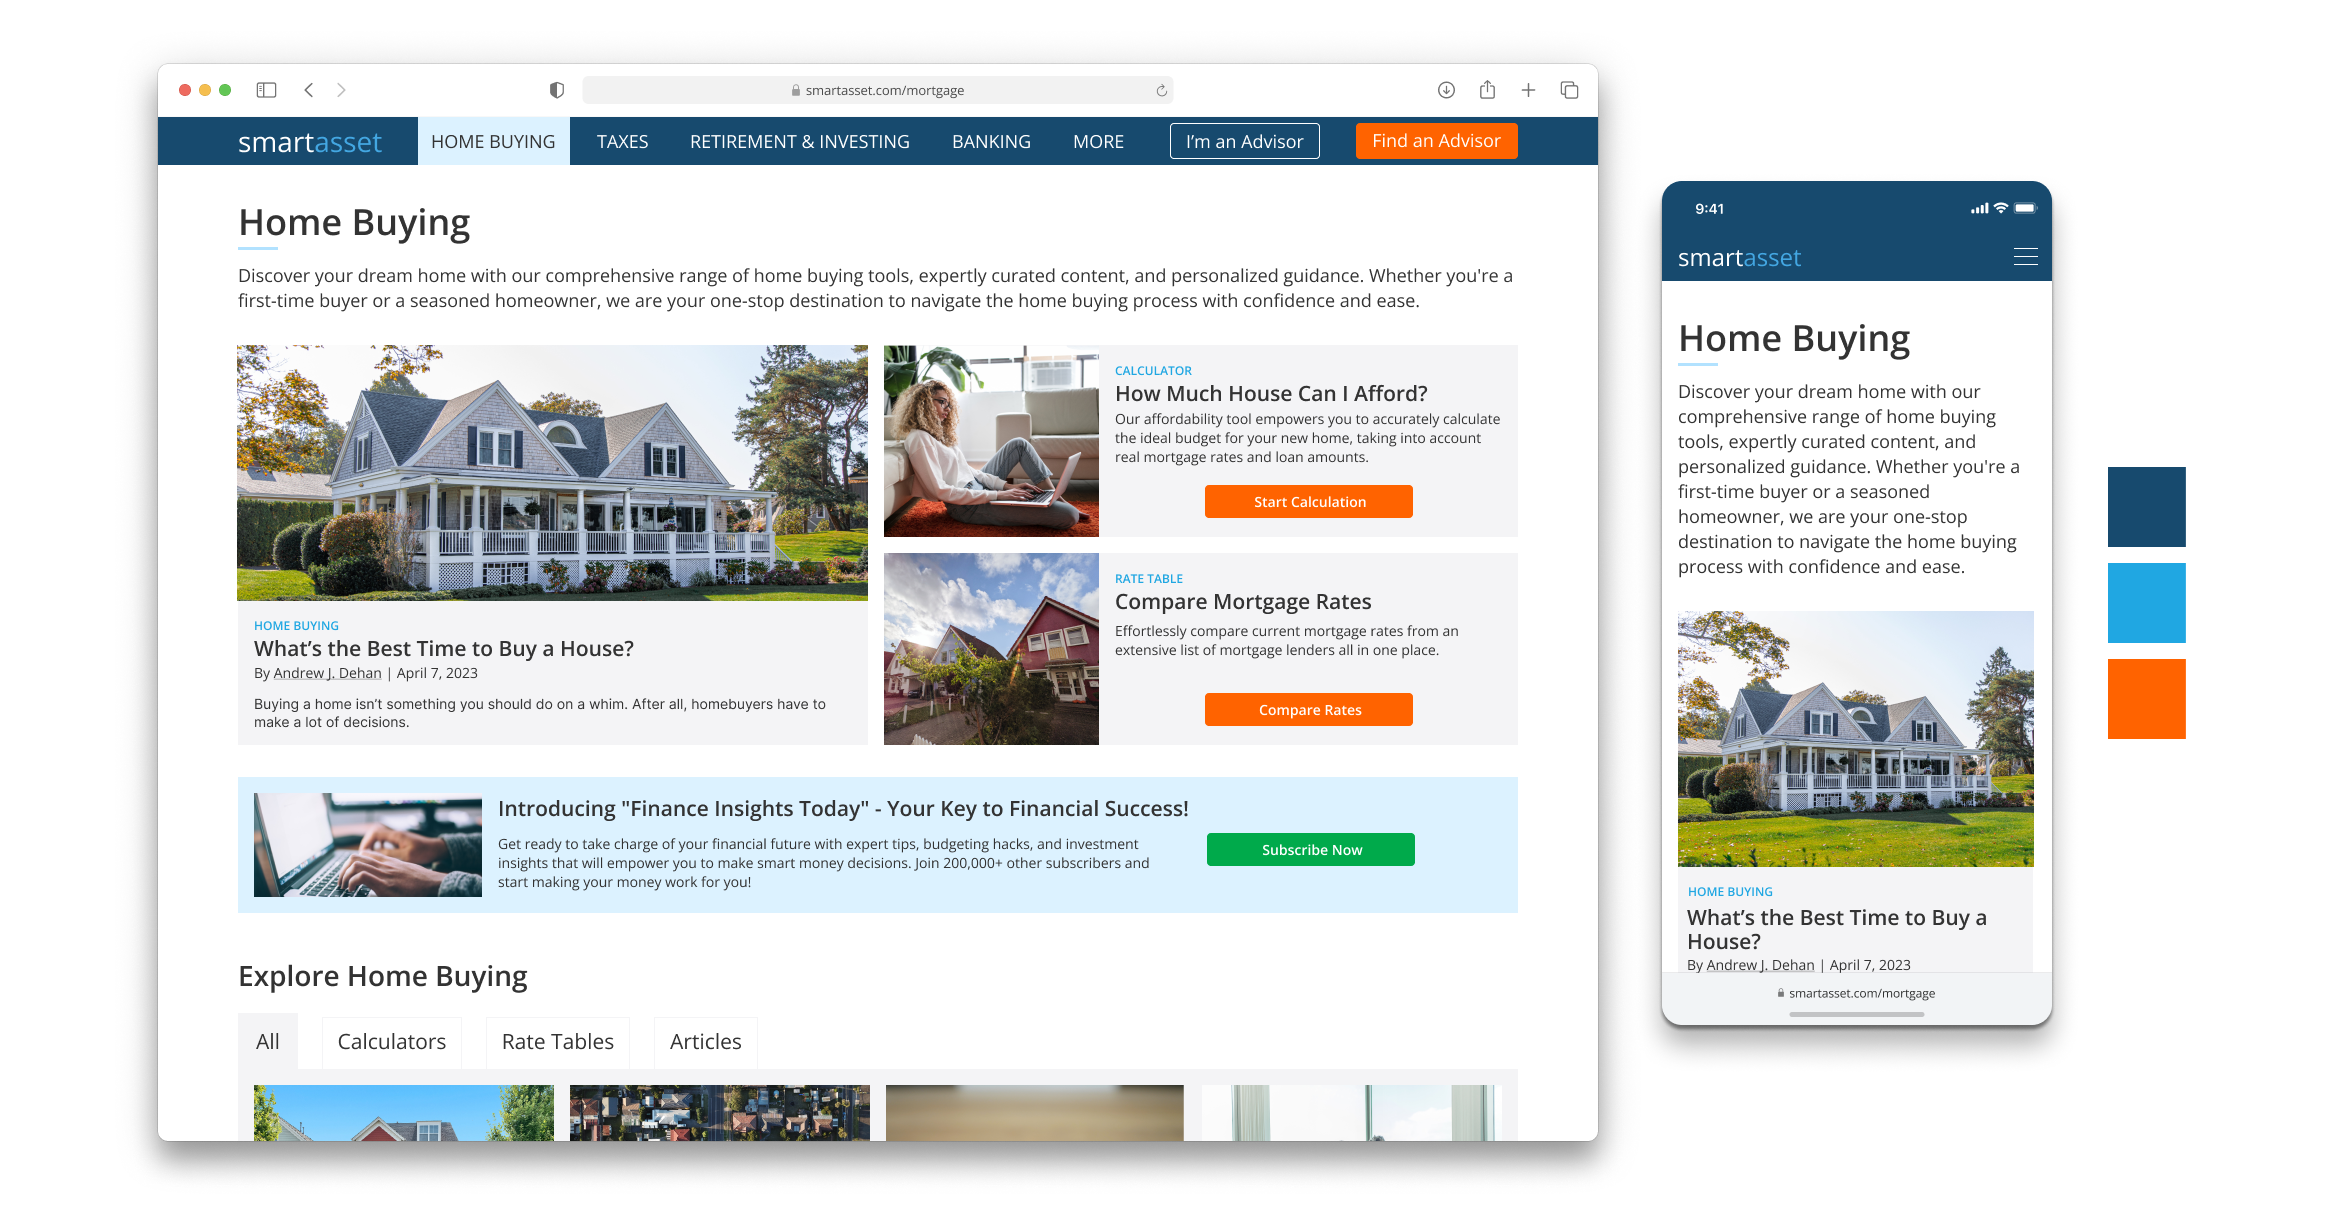 smartasset.com/mortgage
smartasset
HOME BUYING
TAXES
RETIREMENT & INVESTING
BANKING
MORE
I'm an Advisor
Find an Advisor
Home Buying
Discover your dream home with our comprehensive range of home buying tools, expertly curated content, and personalized guidance. Whether you're a
first-time buyer or a seasoned homeowner, we are your one-stop destination to navigate the home buying process with confidence and ease.
HOME BUYING
What's the Best Time to Buy a House?
By Andrew J. Dehan | April 7, 2023
Buying a home isn't something you should do on a whim. After all, homebuyers have to
make a lot of decisions.
CALCULATOR
How Much House Can I Afford?
Our affordability tool empowers you to accurately calculate
the ideal budget for your new home, taking into account
real mortgage rates and loan amounts.
Start Calculation
RATE TABLE
Compare Mortgage Rates
Effortlessly compare current mortgage rates from an
extensive list of mortgage lenders all in one place.
Compare Rates
Introducing "Finance Insights Today" - Your Key to Financial Success!
Get ready to take charge of your financial future with expert tips, budgeting hacks, and investment
insights that will empower you to make smart money decisions. Join 200,000+ other subscribers and
start making your money work for you!
Subscribe Now
Explore Home Buying
All
Calculators
Rate Tables
Articles
9:41
smartasset
Home Buying
Discover your dream home with our
comprehensive range of home buying
tools, expertly curated content, and
personalized guidance. Whether you're a
first-time buyer or a seasoned
homeowner, we are your one-stop
destination to navigate the home buying
process with confidence and ease.
HOME BUYING
What's the Best Time to Buy a
House?
By Andrew J. Dehan | April 7, 2023
smartasset.com/mortgage